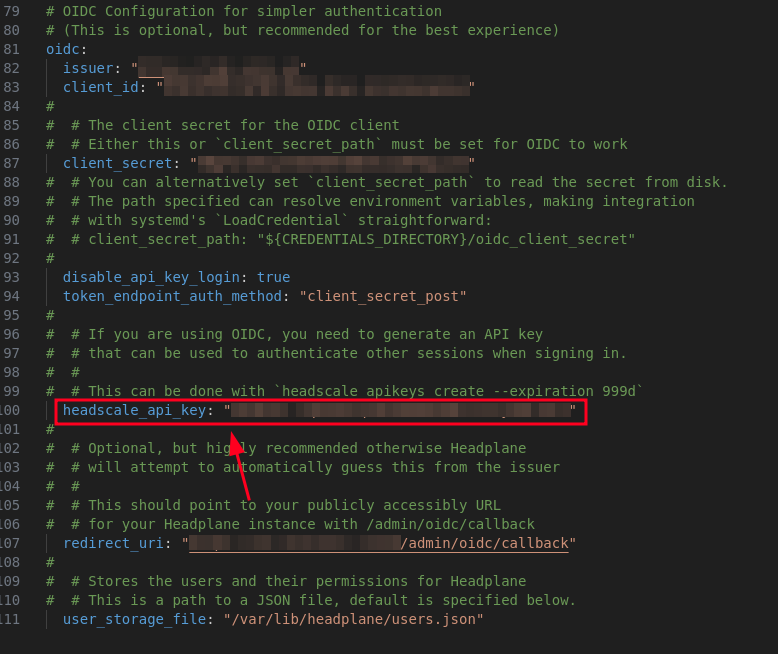 79 # OIDC Configuration for simpler authentication
80 # (This is optional, but recommended for the best experience)
81 oidc:
82 issuer: ""
83 client_id: ""
84 #
85 # # The client secret for the OIDC client
86 # # Either this or `client_secret_path` must be set for OIDC to work
87 client_secret: ""
88 # # You can alternatively set `client_secret_path` to read the secret from disk.
89 # # The path specified can resolve environment variables, making integration
90 # # with systemd's `LoadCredential` straightforward:
91 # # client_secret_path: "${CREDENTIALS_DIRECTORY}/oidc_client_secret"
92 #
93 disable_api_key_login: true
94 token_endpoint_auth_method: "client_secret_post"
95 #
96 # # If you are using OIDC, you need to generate an API key
97 # # that can be used to authenticate other sessions when signing in.
98 # #
99 # # This can be done with `headscale apikeys create --expiration 999d`
100 headscale_api_key: ""
101 #
102 # # Optional, but highly recommended otherwise Headplane
103 # # will attempt to automatically guess this from the issuer
104 # #
105 # # This should point to your publicly accessibly URL
106 # # for your Headplane instance with /admin/oidc/callback
107 redirect_uri: "/admin/oidc/callback"
108 #
109 # # Stores the users and their permissions for Headplane
110 # # This is a path to a JSON file, default is specified below.
111 user_storage_file: "/var/lib/headplane/users.json"